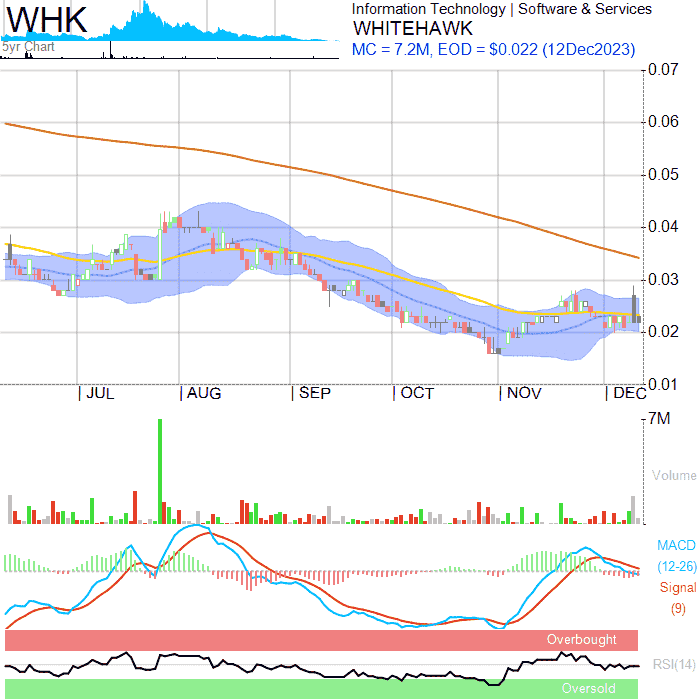 WHK
5yr Chart
Information Technology | Software & Services
WHITEHAWK
MC = 7.2M, EOD = $0.022 (12Dec2023)
0.07
0.06
0.05
0.04
0.03
0.02
0.01
JUL AUG SEP OCT NOV DEC
7M
Volume
MACD
(12-26)
Signal
(9)
Overbought
RSI(14)
Oversold